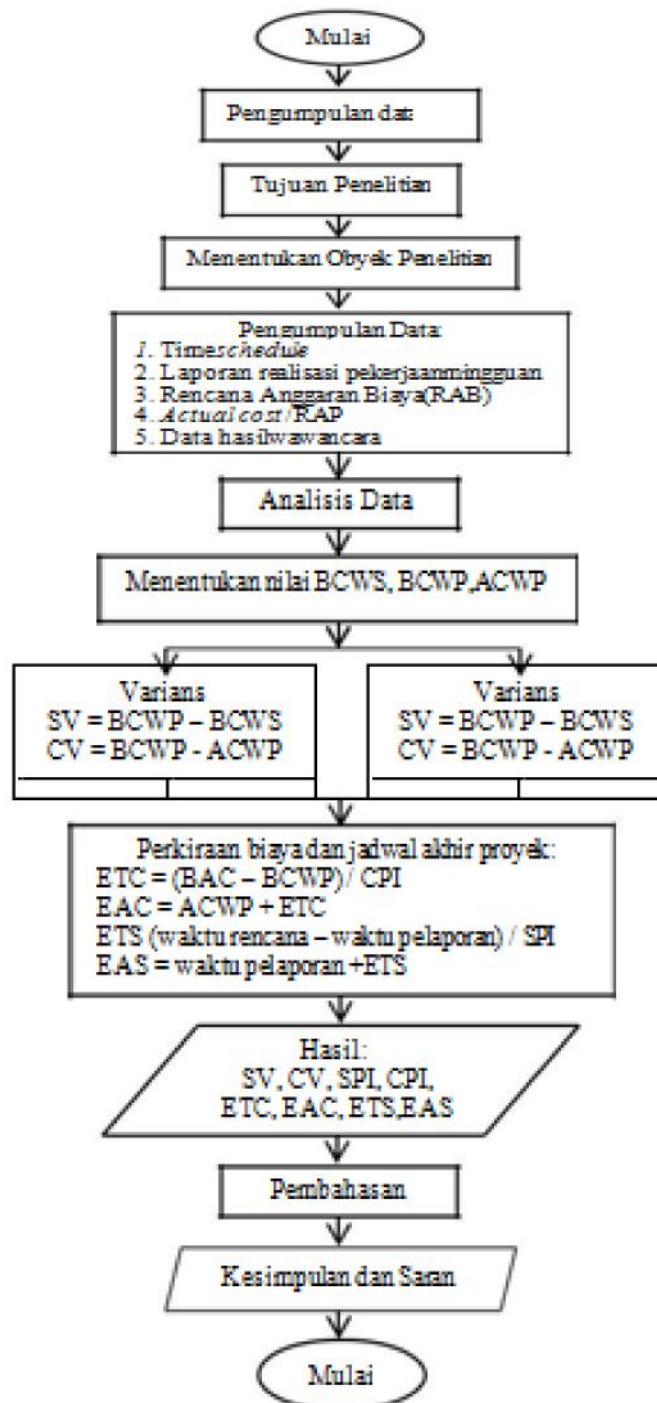 Mulai
Pengumpulan dat
Tujuan Penelitian
Menentukan Obyek Penelitian
Pengumpulan Data:
1. Timeschedule
2. Laporan realisasi pekerjaanmingguan
3. Rencana Anggaran Biaya(RAB)
4. Actual cost/RAP
5. Data hasilwawancara
Analisis Data
Menentukan nilai BCWS, BCWP,ACWP
Varians
SV = BCWP – BCWS
CV = BCWP - ACWP
Varians
SV = BCWP – BCWS
CV = BCWP - ACWP
Perkiraan biaya dan jadwal akhir proyek:
ETC = (BAC – BCWP) / CPI
EAC = ACWP + ETC
ETS (waktu rencana – waktu pelaporan) / SPI
EAS = waktu pelaporan +ETS
Hasil:
SV, CV, SPI, CPI,
ETC, EAC, ETS,EAS
Pembahasan
Kesimpulan dan Saran
Mulai